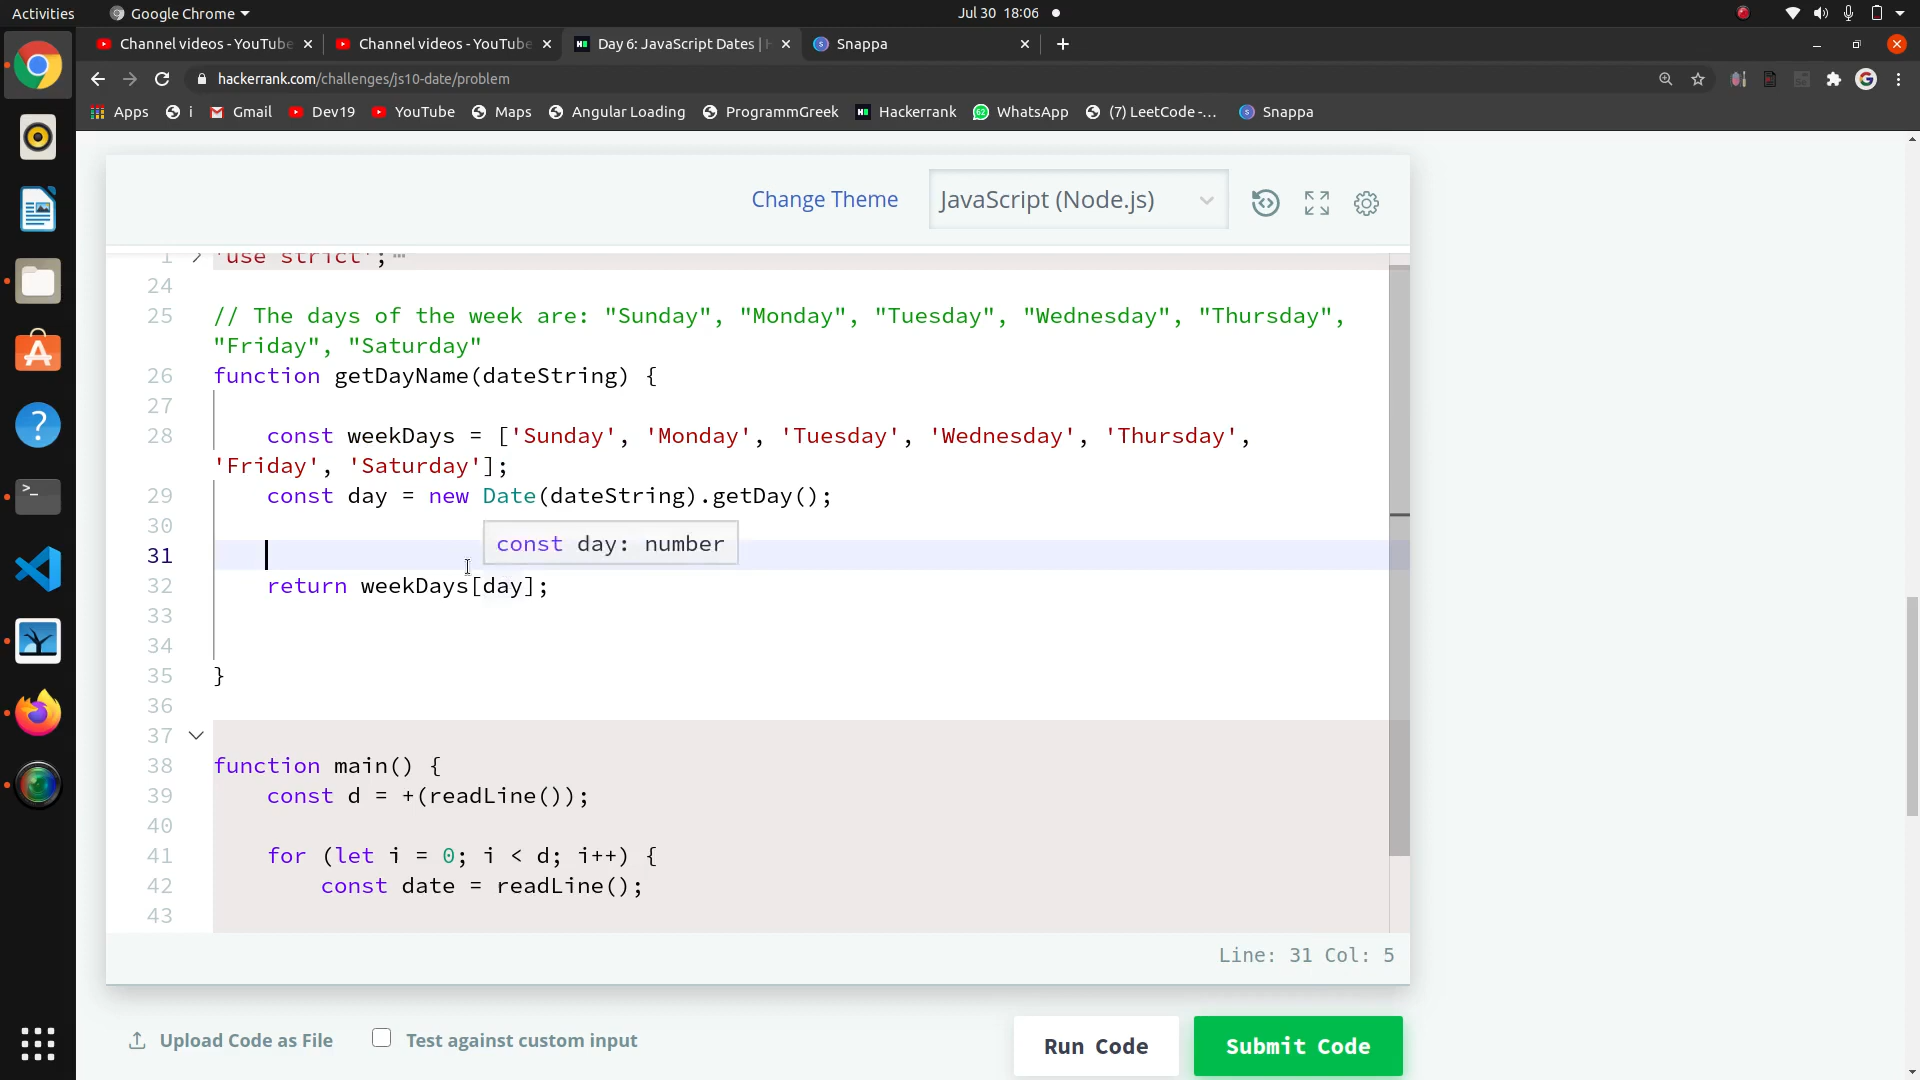 Activities
Google Chrome
Jul 30 18:06
Channel videos - YouTube
Channel videos - YouTube
Day 6: JavaScript Dates | H
Snappa
hackerrank.com/challenges/js10-date/problem
Apps
i
Gmail
Dev19
YouTube
Maps
Angular Loading
ProgrammGreek
Hackerrank
WhatsApp
(7) LeetCode -...
Snappa
Change Theme
JavaScript (Node.js)
1 'use strict';
24
25 // The days of the week are: "Sunday", "Monday", "Tuesday", "Wednesday", "Thursday",
"Friday", "Saturday"
26 function getDayName(dateString) {
27
28 const weekDays = ['Sunday', 'Monday', 'Tuesday', 'Wednesday', 'Thursday',
'Friday', 'Saturday'];
29 const day = new Date(dateString).getDay();
30
const day: number
31
32 return weekDays[day];
33
34
35 }
36
37
38 function main() {
39 const d = +(readLine());
40
41 for (let i = 0; i < d; i++) {
42 const date = readLine();
43
Line: 31 Col: 5
Upload Code as File
Test against custom input
Run Code
Submit Code